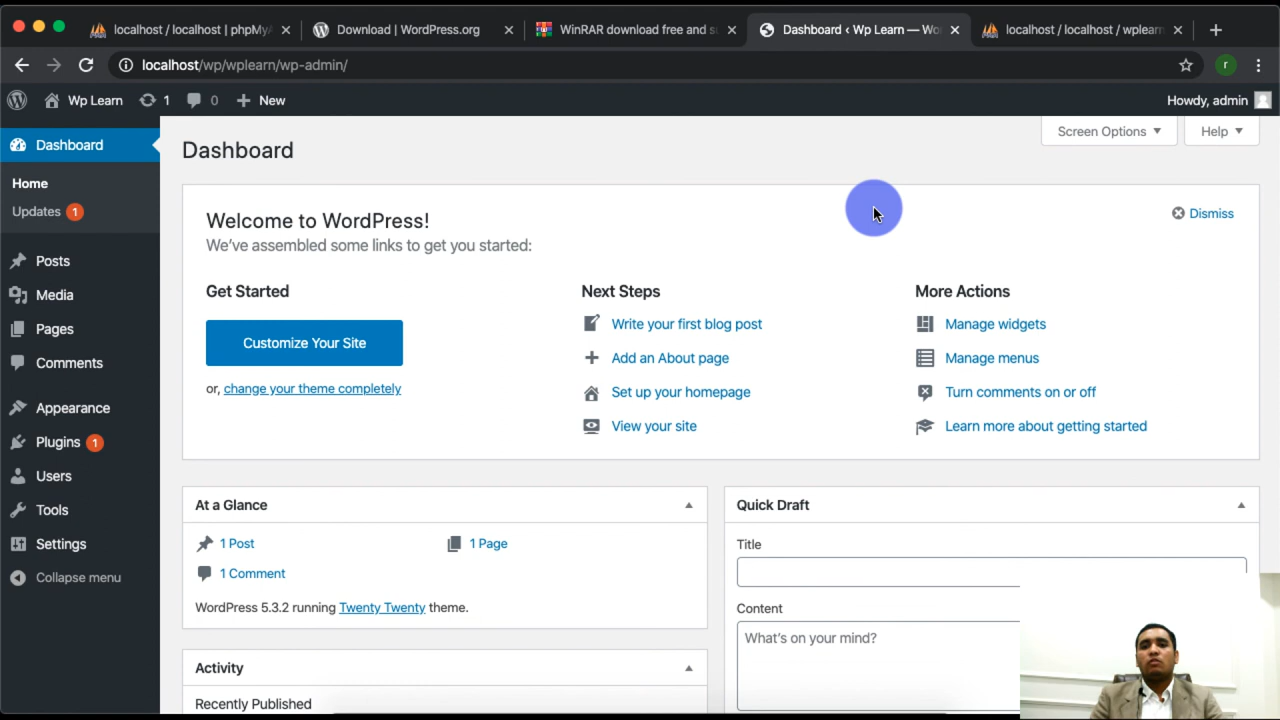 localhost / localhost | phpMyA
Download | WordPress.org
WinRAR download free and su
Dashboard ‹ Wp Learn — Wo
localhost / localhost / wplearn
localhost/wp/wplearn/wp-admin/
r
Wp Learn
1
0
New
Howdy, admin
Dashboard
Home
Updates 1
Posts
Media
Pages
Comments
Appearance
Plugins 1
Users
Tools
Settings
Collapse menu
Screen Options
Help
Dashboard
Welcome to WordPress!
We've assembled some links to get you started:
Dismiss
Get Started
Customize Your Site
or, change your theme completely
Next Steps
Write your first blog post
Add an About page
Set up your homepage
View your site
More Actions
Manage widgets
Manage menus
Turn comments on or off
Learn more about getting started
At a Glance
1 Post
1 Page
1 Comment
WordPress 5.3.2 running Twenty Twenty theme.
Activity
Recently Published
Quick Draft
Title
Content
What's on your mind?